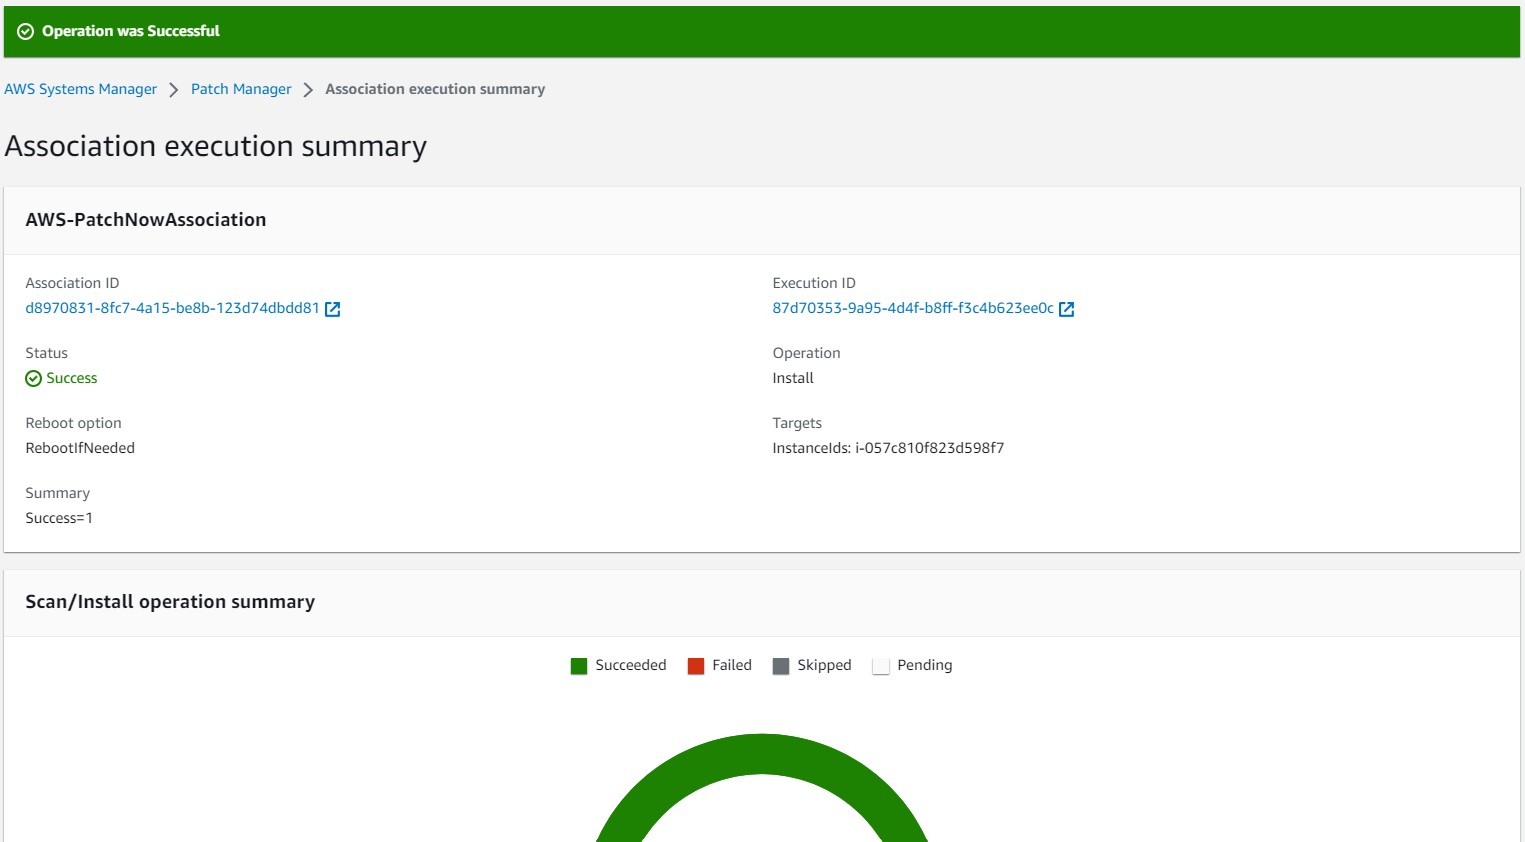 Operation was Successful
AWS Systems Manager > Patch Manager > Association execution summary
Association execution summary
AWS-PatchNowAssociation
Association ID
d8970831-8fc7-4a15-be8b-123d74dbdd81
Execution ID
87d70353-9a95-4d4f-b8ff-f3c4b623ee0c
Status
Success
Operation
Install
Reboot option
RebootIfNeeded
Targets
InstanceIds: i-057c810f823d598f7
Summary
Success=1
Scan/Install operation summary
Succeeded Failed Skipped Pending